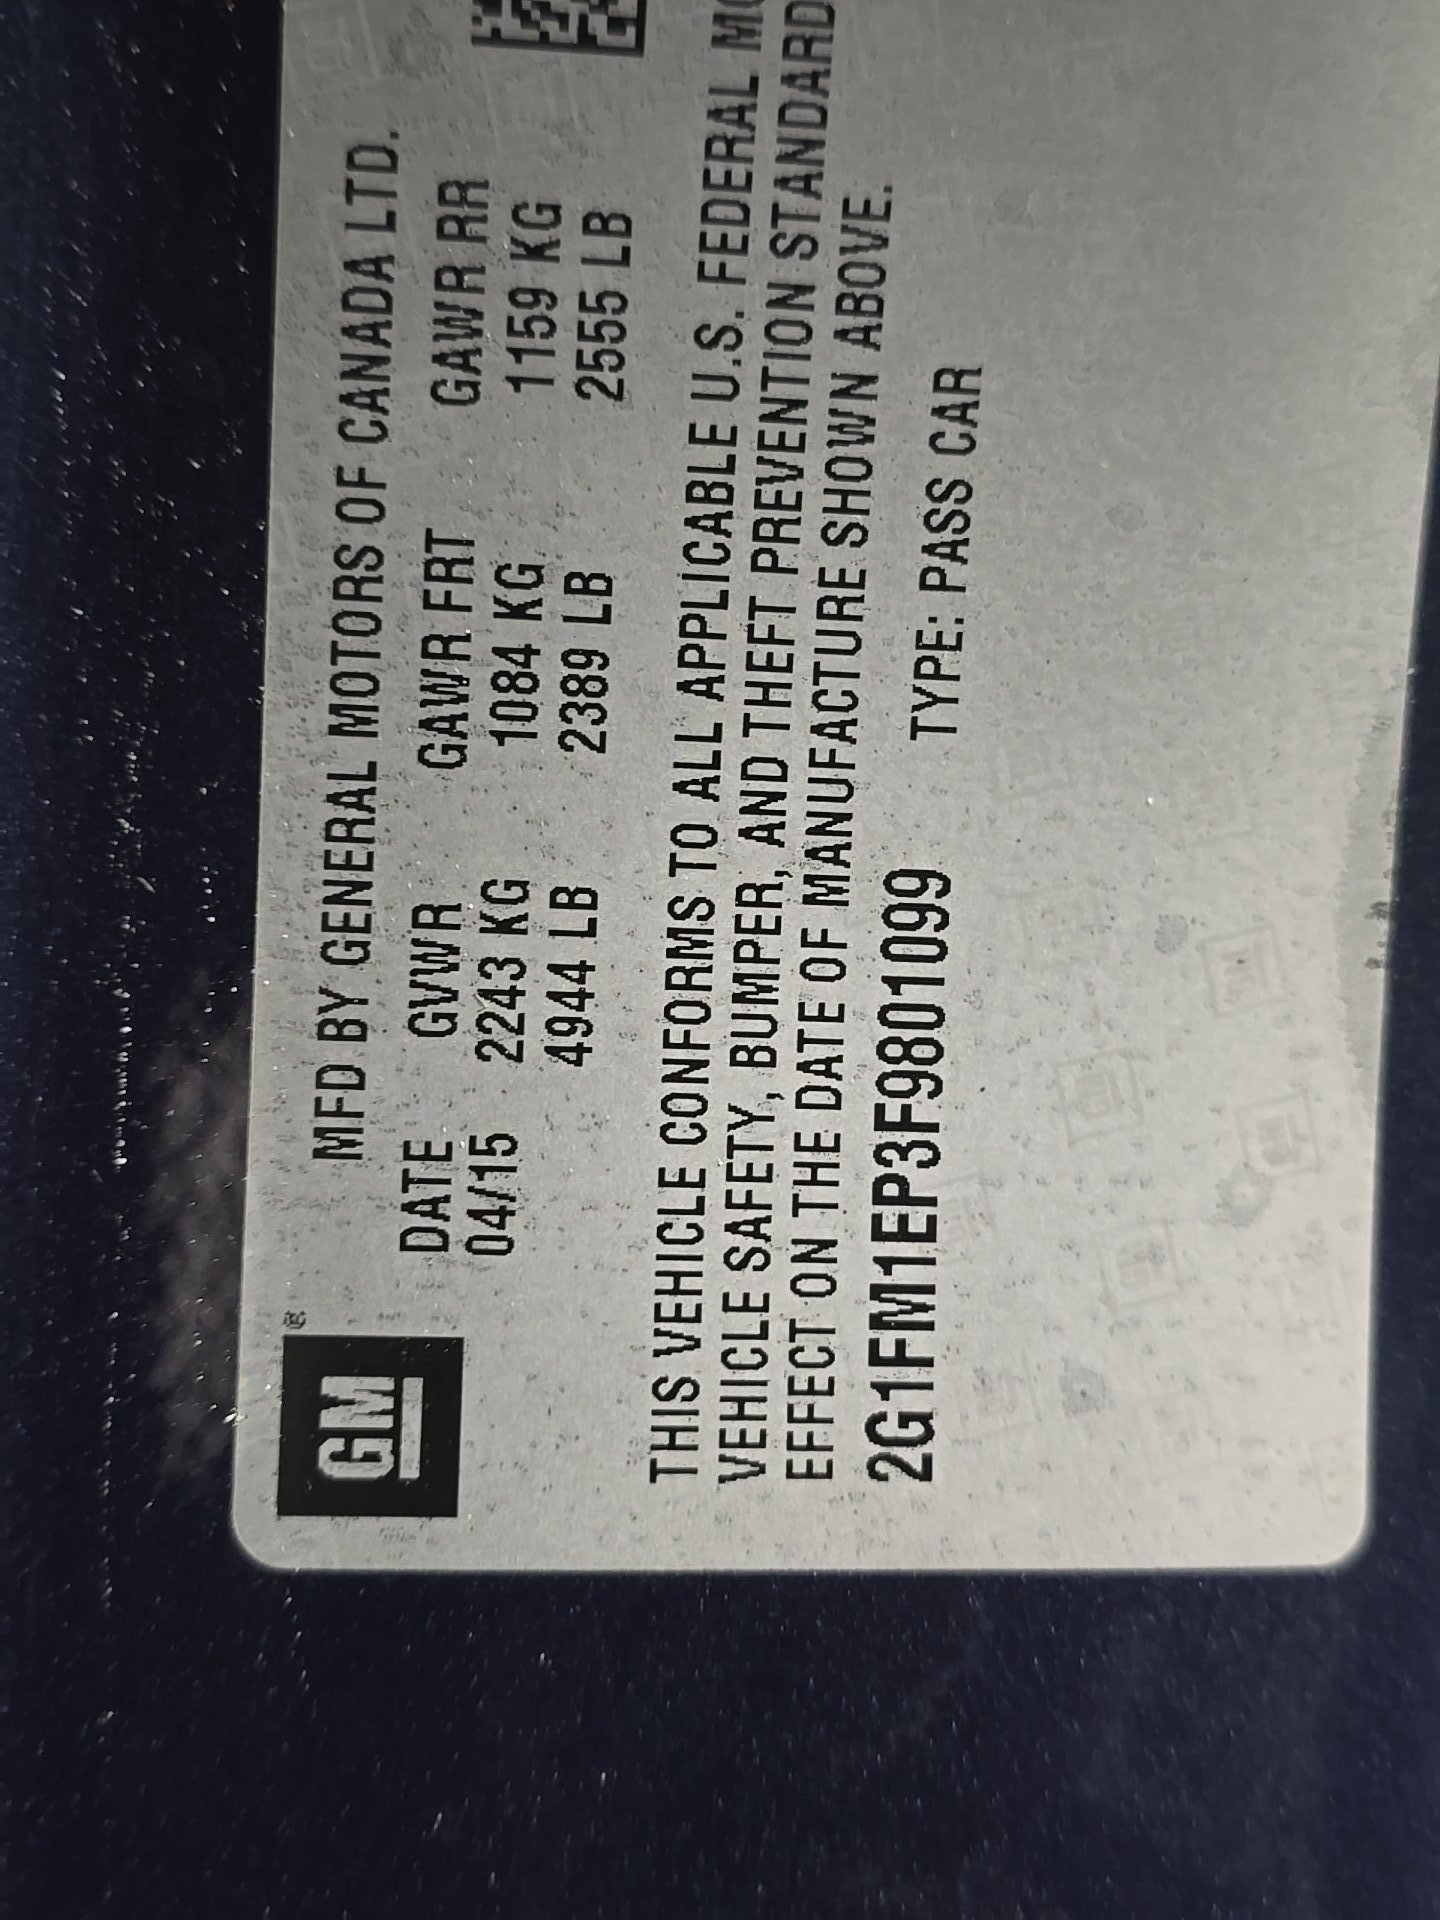 GM®
MFD BY GENERAL MOTORS OF CANADA LTD.
DATE GVWR GAWR FRT GAWR RR
04/15 2243 KG 1084 KG 1159 KG
4944 LB 2389 LB 2555 LB
THIS VEHICLE CONFORMS TO ALL APPLICABLE U.S. FEDERAL MO
VEHICLE SAFETY, BUMPER, AND THEFT PREVENTION STANDARD
EFFECT ON THE DATE OF MANUFACTURE SHOWN ABOVE.
2G1FM1EP3F9801099 TYPE: PASS CAR